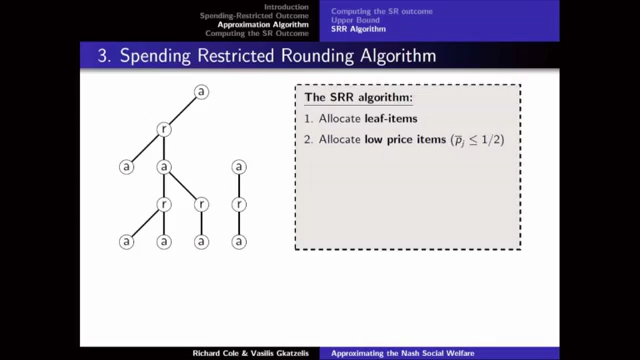 Introduction
Spending-Restricted Outcome
Approximation Algorithm
Computing the SR Outcome
Computing the SR outcome
Upper Bound
SRR Algorithm
3. Spending Restricted Rounding Algorithm
a
r
a a a
r r r
a a a a
The SRR algorithm:
1. Allocate leaf-items
2. Allocate low price items (p̅ⱼ ≤ 1/2)
Richard Cole & Vasilis Gkatzelis
Approximating the Nash Social Welfare